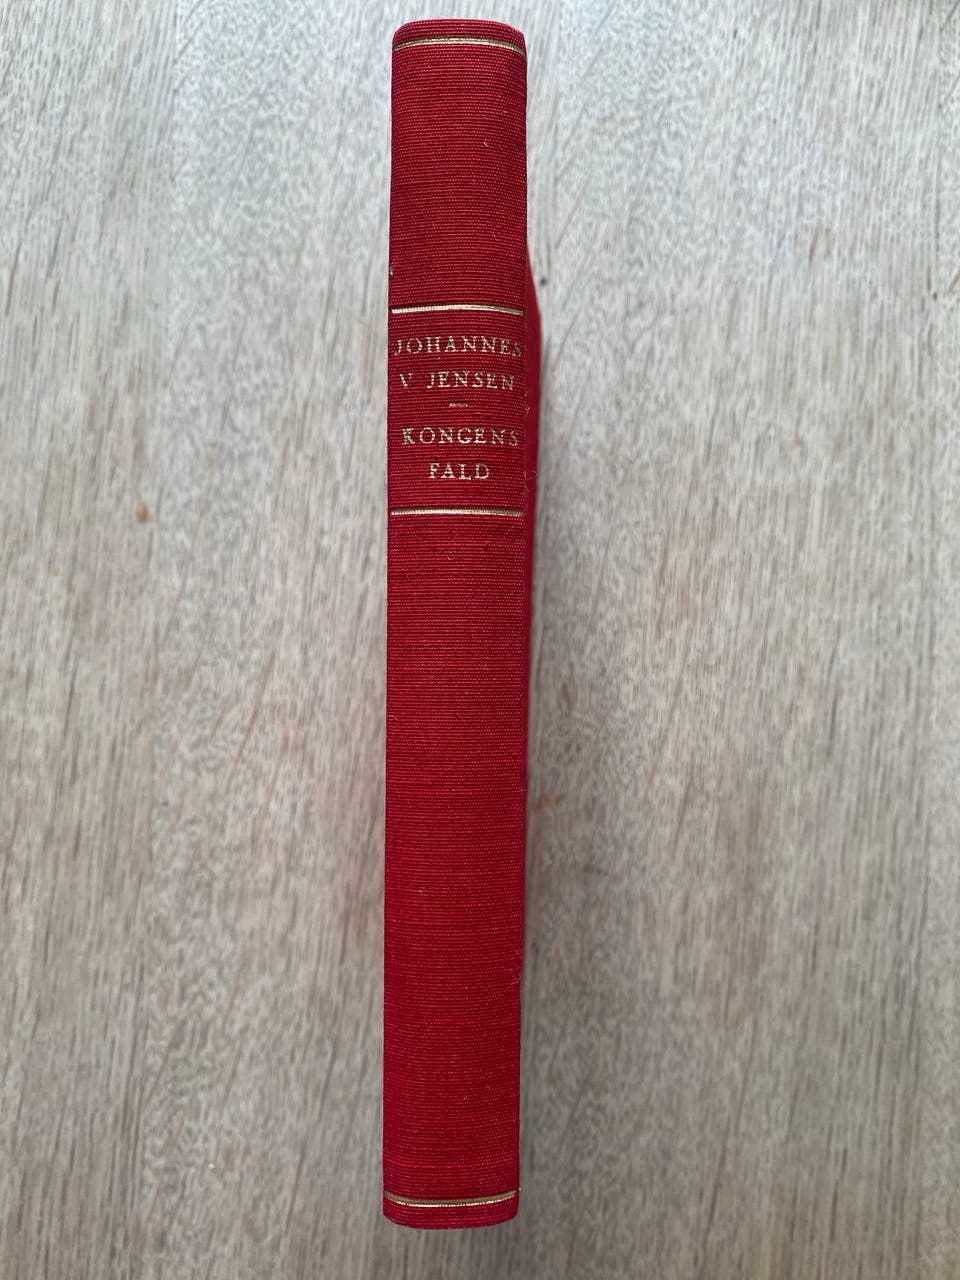 JOHANNES
V JENSEN
—
KONGENS
FALD